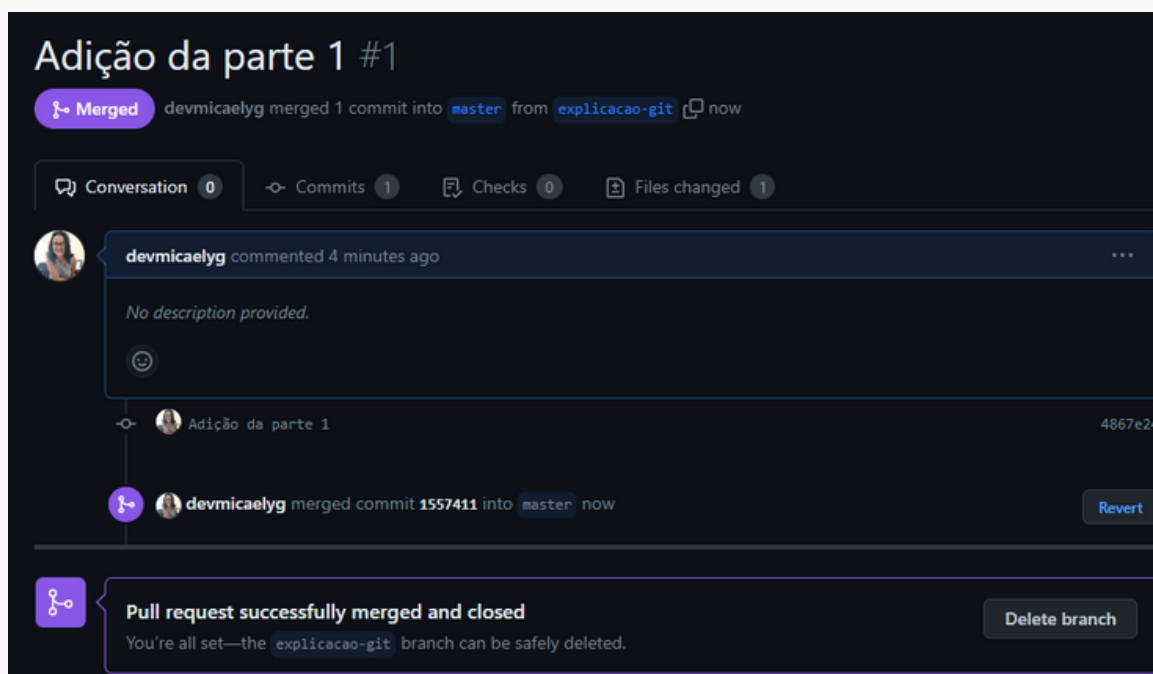 Adição da parte 1 #1
Merged devmicaelyg merged 1 commit into master from explicacao-git now
Conversation 0 Commits 1 Checks 0 Files changed 1
devmicaelyg commented 4 minutes ago ...
No description provided.
Adição da parte 1 4867e24
devmicaelyg merged commit 1557411 into master now Revert
Pull request successfully merged and closed
Delete branch
You're all set—the explicacao-git branch can be safely deleted.